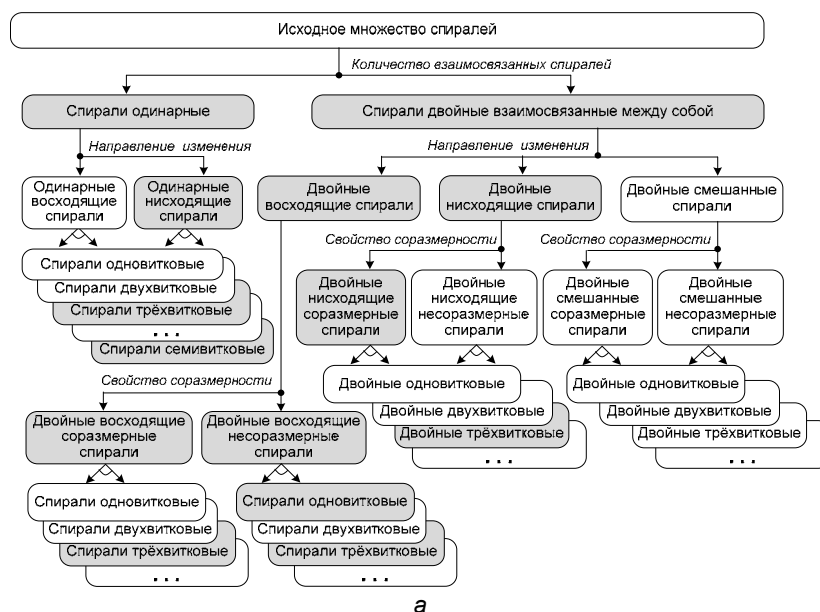 Исходное множество спиралей
Количество взаимосвязанных спиралей
Спирали одинарные
Спирали двойные взаимосвязанные между собой
Направление изменения
Направление изменения
Одинарные
восходящие
спирали
Одинарные
нисходящие
спирали
Двойные
восходящие спирали
Двойные
нисходящие спирали
Двойные смешанные
спирали
Спирали одновитковые
Спирали двухвитковые
Спирали трёхвитковые
. . .
Спирали семивитковые
Свойство соразмерности
Свойство соразмерности
Двойные
нисходящие
соразмерные
спирали
Двойные
нисходящие
несоразмерные
спирали
Двойные
смешанные
соразмерные
спирали
Двойные
смешанные
несоразмерные
спирали
Двойные одновитковые
Двойные двухвитковые
Двойные трёхвитковые
. . .
Двойные одновитковые
Двойные двухвитковые
Двойные трёхвитковые
. . .
Свойство соразмерности
Двойные восходящие
соразмерные
спирали
Двойные восходящие
несоразмерные
спирали
Спирали одновитковые
Спирали двухвитковые
Спирали трёхвитковые
. . .
Спирали одновитковые
Спирали двухвитковые
Спирали трёхвитковые
. . .
а